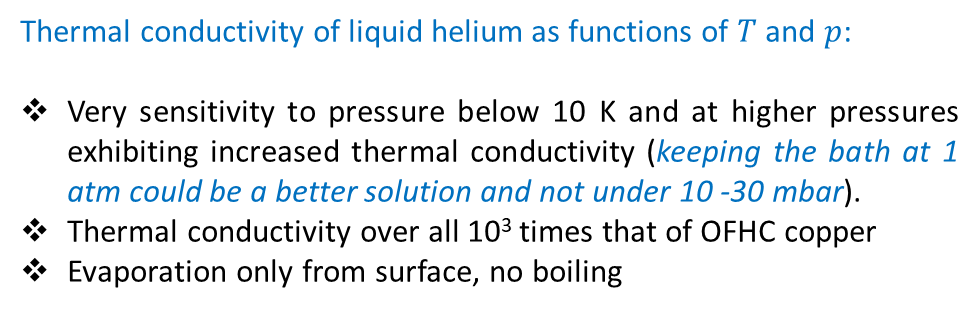 Thermal conductivity of liquid helium as functions of T and p:
❖ Very sensitivity to pressure below 10 K and at higher pressures
exhibiting increased thermal conductivity (keeping the bath at 1
atm could be a better solution and not under 10 -30 mbar).
❖ Thermal conductivity over all 10³ times that of OFHC copper
❖ Evaporation only from surface, no boiling